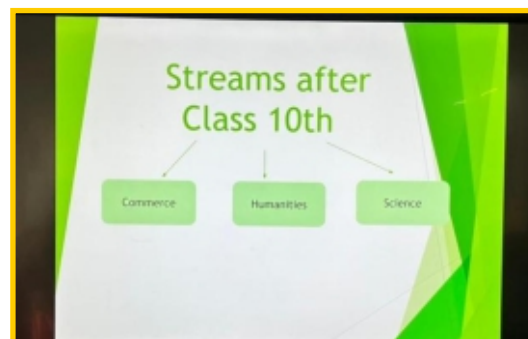 Streams after
Class 10th
Commerce
Humanities
Science